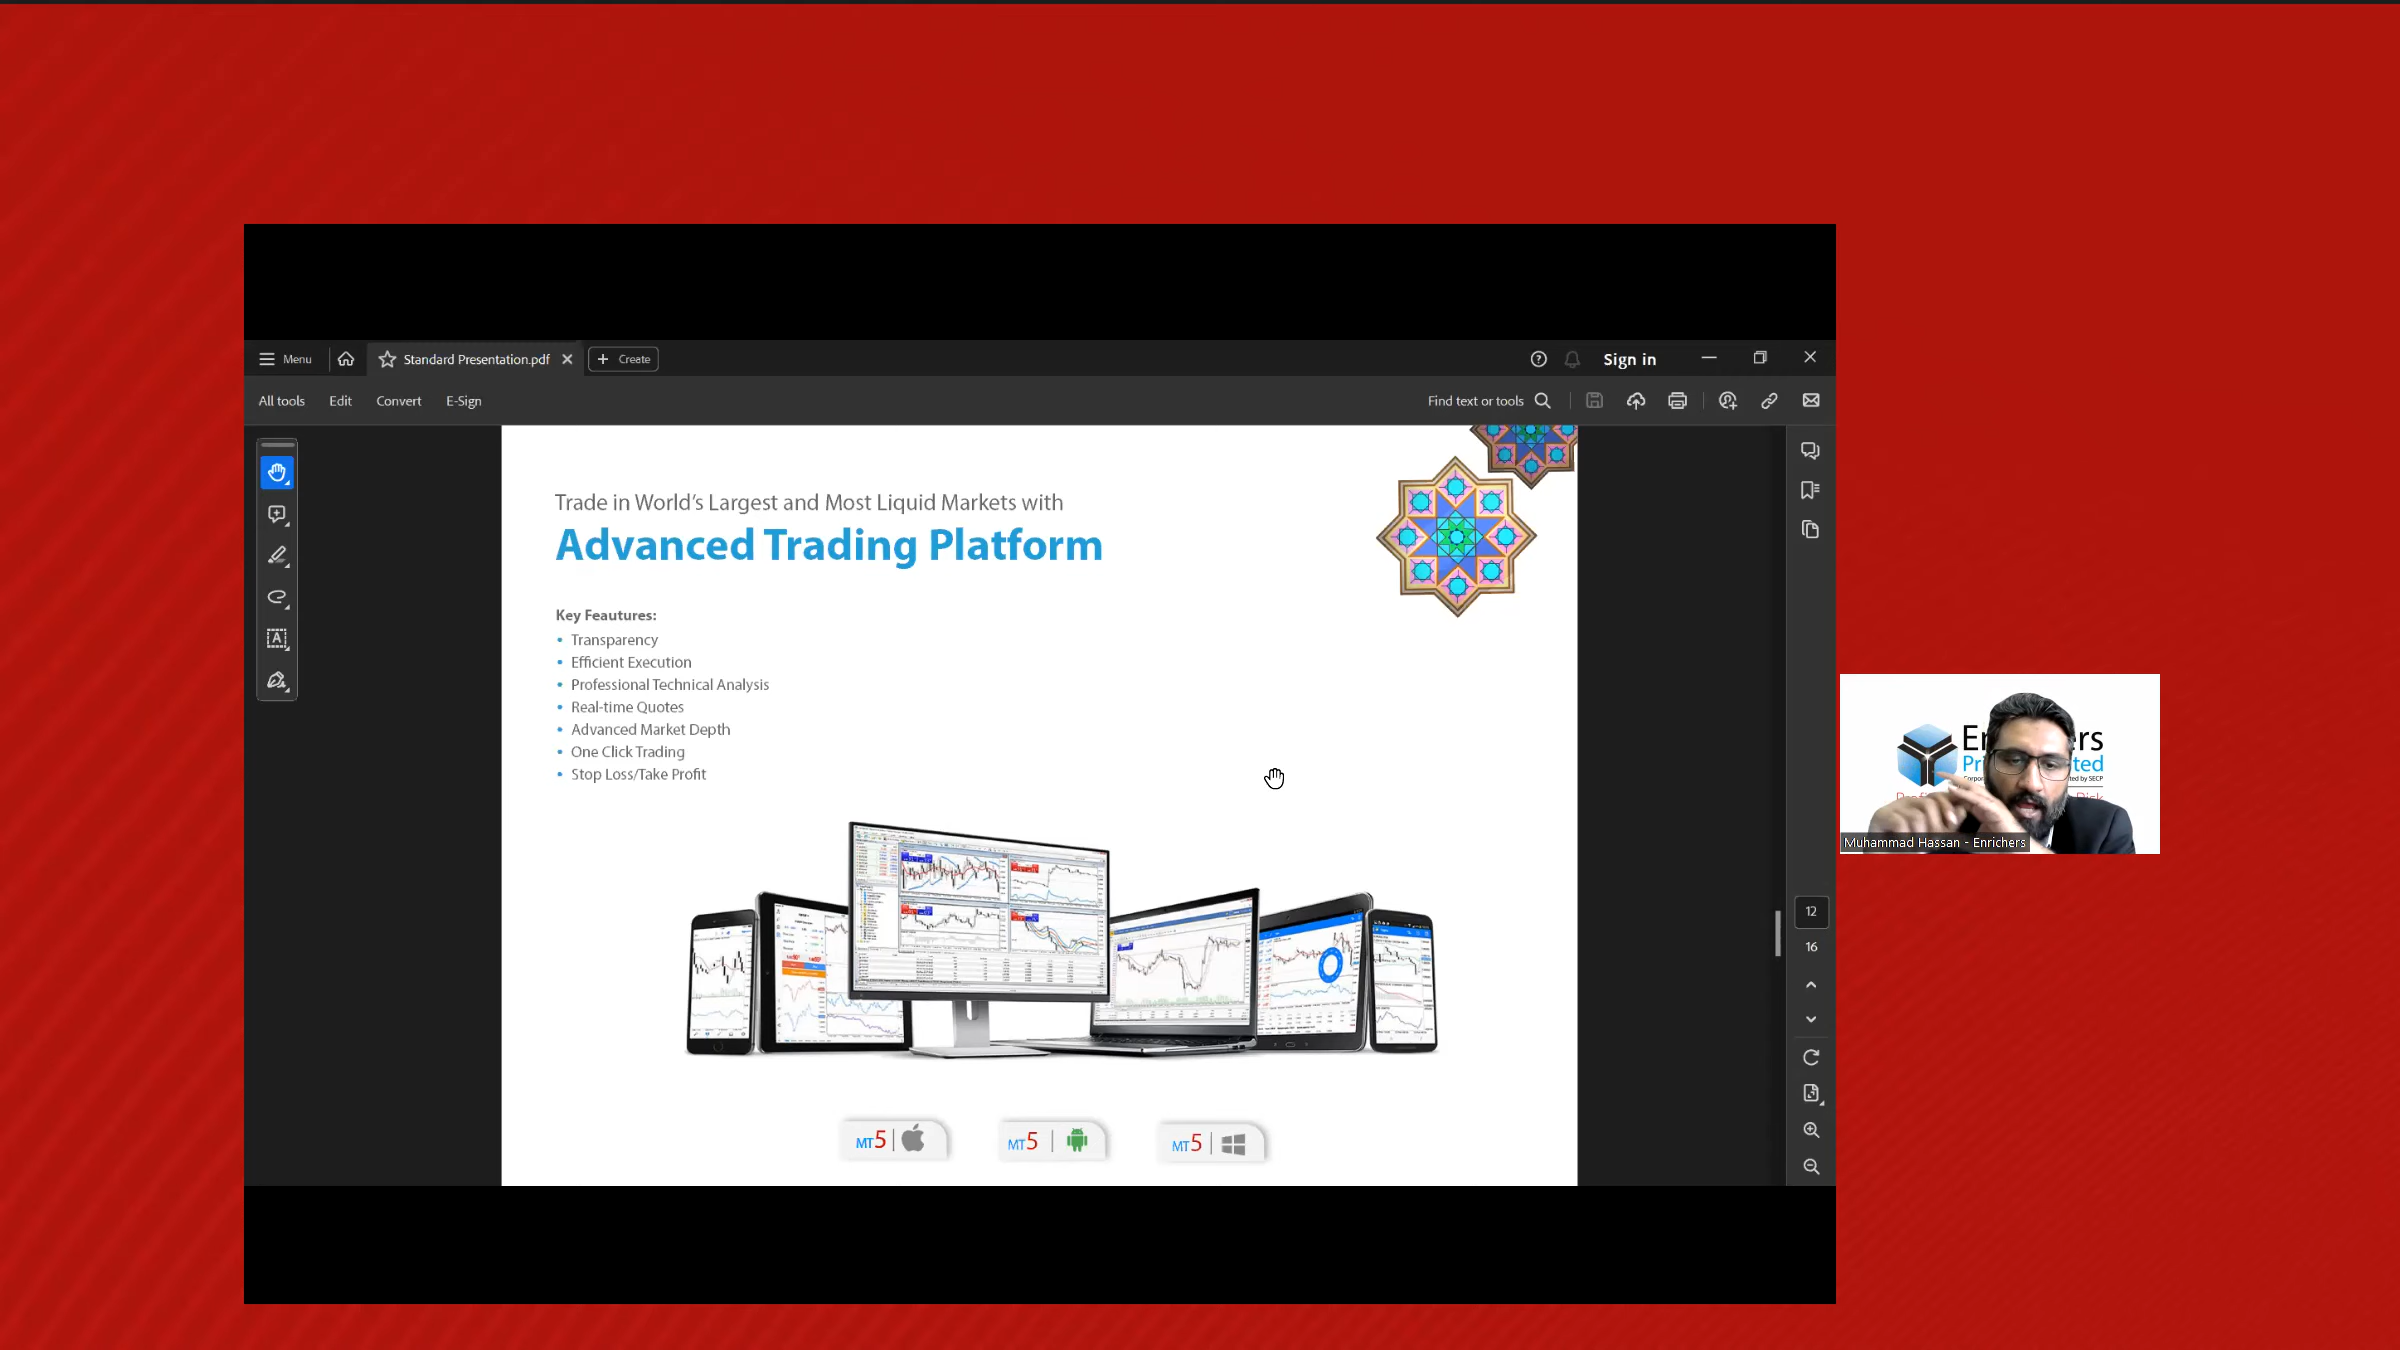 Menu
Standard Presentation.pdf
Create
Sign in
All tools
Edit
Convert
E-Sign
Find text or tools
Trade in World's Largest and Most Liquid Markets with
Advanced Trading Platform
Key Feautures:
• Transparency
• Efficient Execution
• Professional Technical Analysis
• Real-time Quotes
• Advanced Market Depth
• One Click Trading
• Stop Loss/Take Profit
MT5
MT5
MT5
12
16
Muhammad Hassan - Enrichers